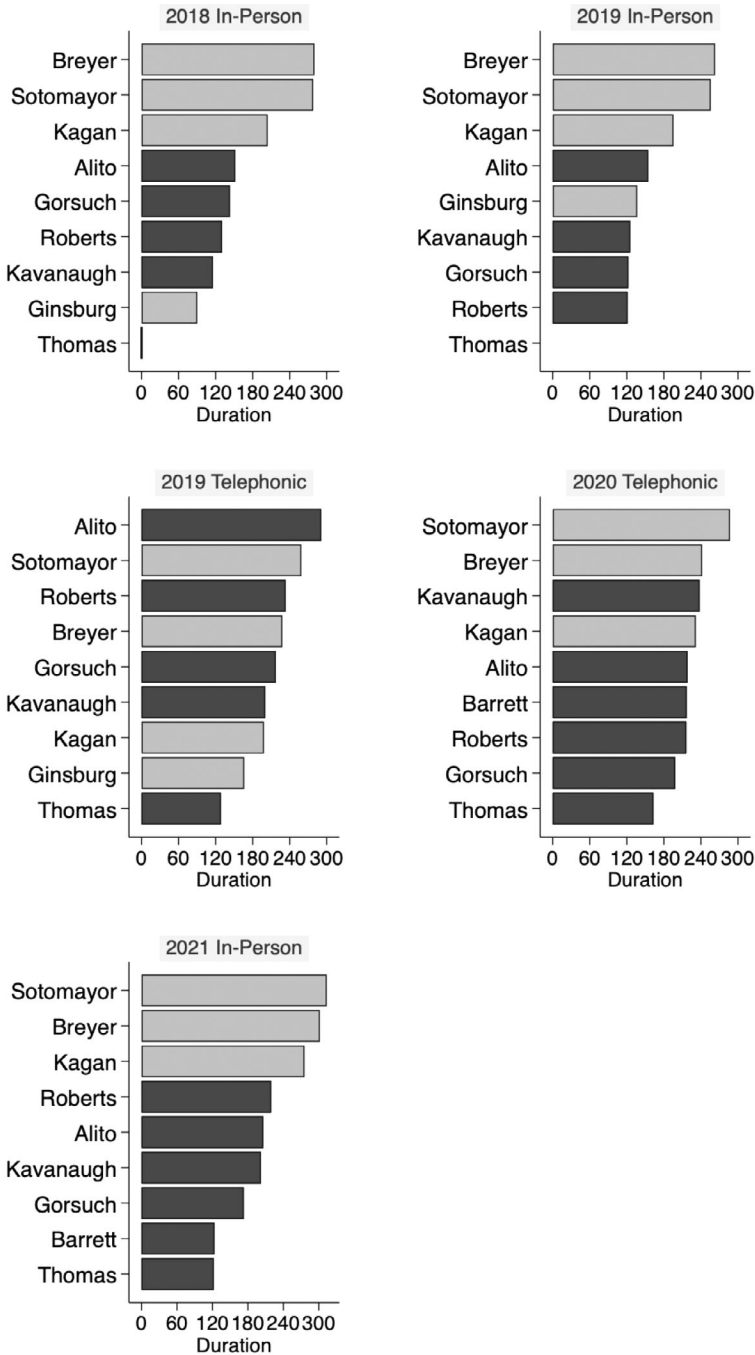 2018 In-Person
Breyer
Sotomayor
Kagan
Alito
Gorsuch
Roberts
Kavanaugh
Ginsburg
Thomas
0 60 120 180 240 300
Duration
2019 In-Person
Breyer
Sotomayor
Kagan
Alito
Ginsburg
Kavanaugh
Gorsuch
Roberts
Thomas
0 60 120 180 240 300
Duration
2019 Telephonic
Alito
Sotomayor
Roberts
Breyer
Gorsuch
Kavanaugh
Kagan
Ginsburg
Thomas
0 60 120 180 240 300
Duration
2020 Telephonic
Sotomayor
Breyer
Kavanaugh
Kagan
Alito
Barrett
Roberts
Gorsuch
Thomas
0 60 120 180 240 300
Duration
2021 In-Person
Sotomayor
Breyer
Kagan
Roberts
Alito
Kavanaugh
Gorsuch
Barrett
Thomas
0 60 120 180 240 300
Duration